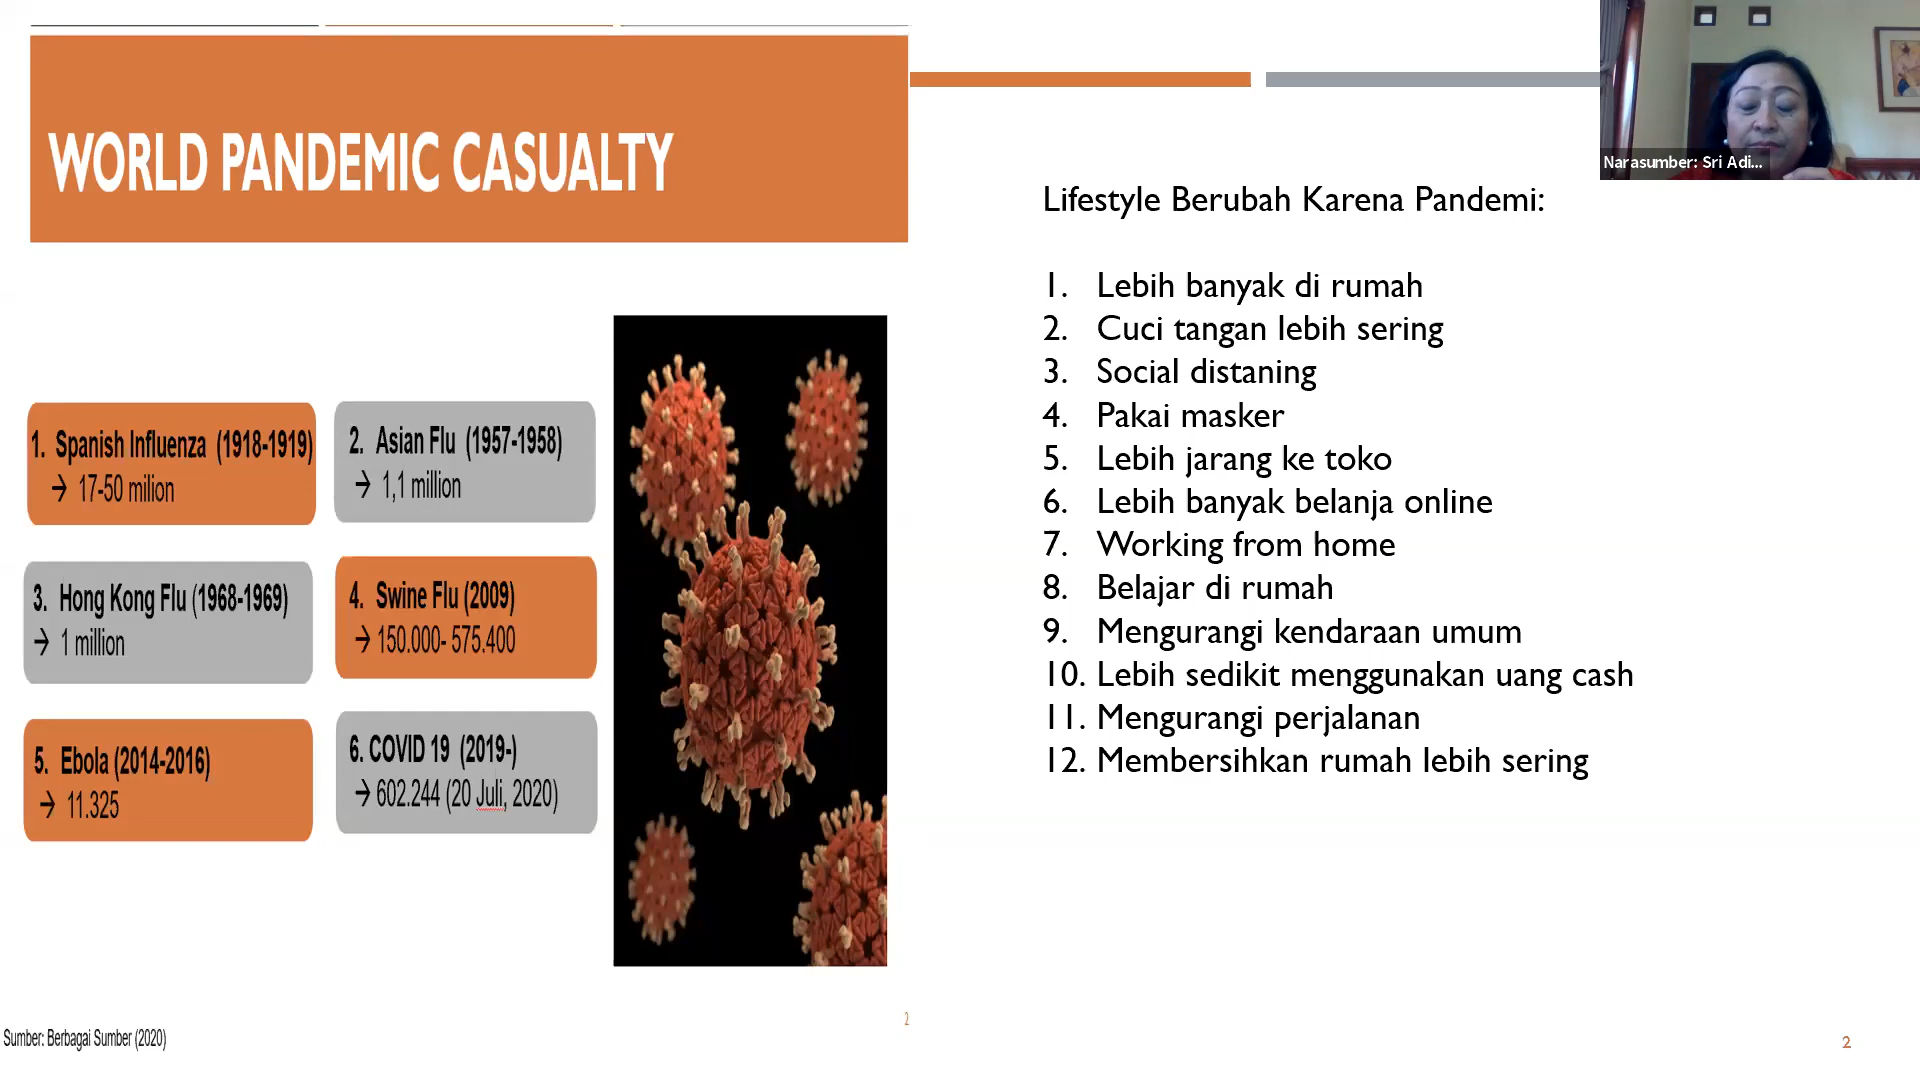 WORLD PANDEMIC CASUALTY
1. Spanish Influenza (1918-1919)
→ 17-50 milion
2. Asian Flu (1957-1958)
→ 1,1 million
3. Hong Kong Flu (1968-1969)
→ 1 million
4. Swine Flu (2009)
→ 150.000- 575.400
5. Ebola (2014-2016)
→ 11.325
6. COVID 19 (2019-)
→ 602.244 (20 Juli, 2020)
Sumber: Berbagai Sumber (2020)
2
Narasumber: Sri Adi...
Lifestyle Berubah Karena Pandemi:
1. Lebih banyak di rumah
2. Cuci tangan lebih sering
3. Social distaning
4. Pakai masker
5. Lebih jarang ke toko
6. Lebih banyak belanja online
7. Working from home
8. Belajar di rumah
9. Mengurangi kendaraan umum
10. Lebih sedikit menggunakan uang cash
11. Mengurangi perjalanan
12. Membersihkan rumah lebih sering
2